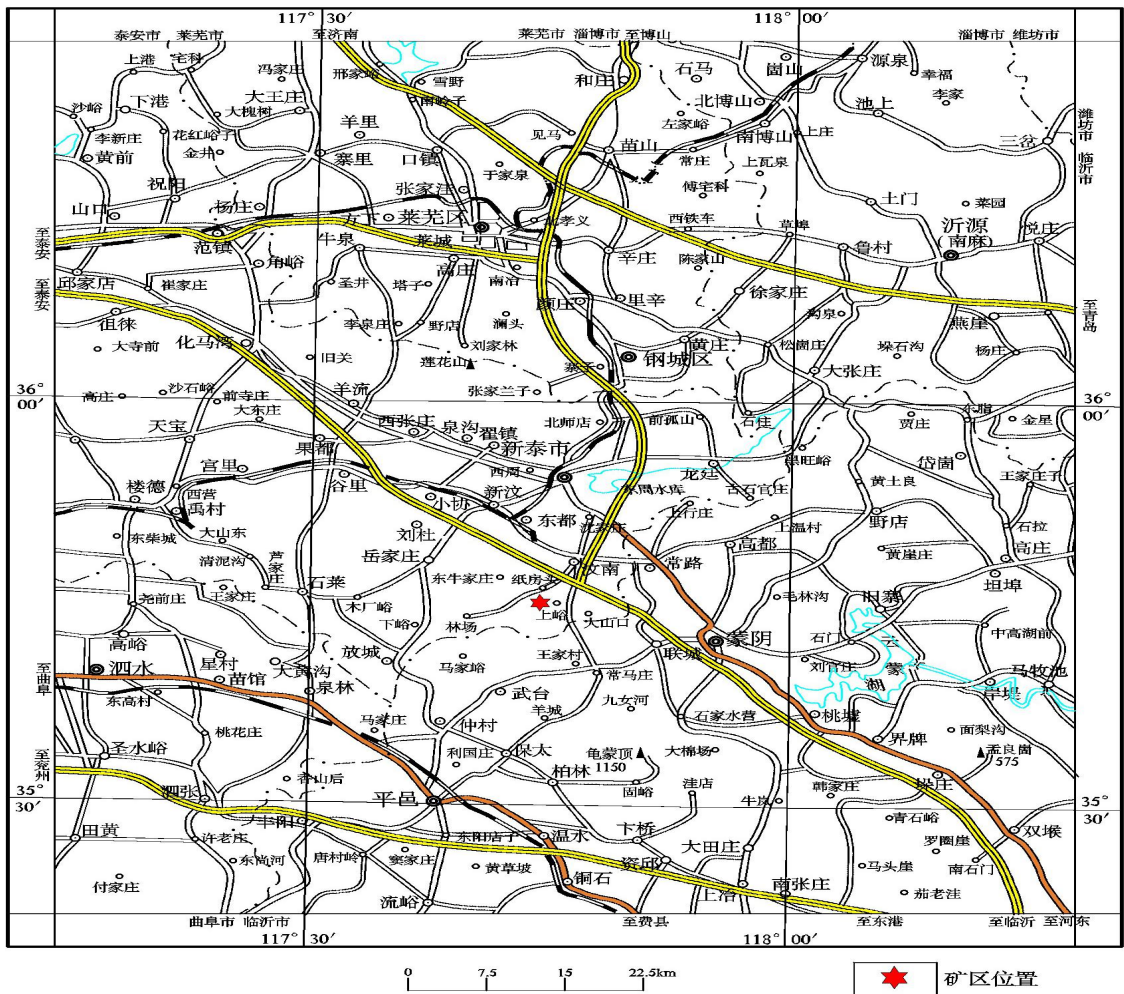 117° 30′
118° 00′
泰安市 莱芜市 至济南 莱芜市 淄博市 至博山 淄博市 潍坊市
上港 宅科 冯家庄 邢家峪 雪野 和庄 石马 崮山 源泉 幸福
下港 大槐树 大王庄 南岭子 北博山 池上 李家
沙峪 李新庄 花红峪子 羊里 见马 苗山 左家峪 南博山 上庄 三岔
潍坊市 临沂市
黄前 金井 寨里 口镇 于家泉 常庄 上瓦泉
祝阳 张家洼 傅宅科 土门 菜园
山口 杨庄 方下 莱芜区 孝义 西铁车 草埠 沂源 (南麻) 悦庄
至泰安 范镇 牛泉 莱城 辛庄 鲁村
角峪 高庄 南冶 陈家山
至泰安 邱家店 崔家庄 圣井 塔子 颜庄 里辛 徐家庄 至青岛
徂徕 李泉庄 野店 澜头 燕崖
大寺前 化马湾 旧关 刘家林 黄庄 松崮庄 垛石沟 杨庄
莲花山 寨子 钢城区 大张庄
36° 00′ 高庄 沙石峪 前寺庄 羊流 张家兰子 36° 00′
大东庄 西张庄 泉沟 翟镇 北师店 前孤山 石桂 贾庄 金星
天宝 果都 新泰市
宫里 谷里 西周 龙廷 黑旺峪 岱崮
楼德 西营 小协 新汶 东周水库 古石官庄 黄土良 王家庄子
禹村 大山东 刘杜 东都 沈家庄 上行庄 上温村 野店 石拉
东柴城 清泥沟 芦家庄 岳家庄 高都 黄崖庄 高庄
石莱 东牛家庄 纸房头 汶南 常路 坦埠
尧前庄 王家庄 木厂峪 上峪 毛林沟 旧寨
下峪 林场 大山口 中高湖前
高峪 星村 大黄沟 放城 马家峪 王家村 联城 蒙阴 石门 云蒙湖
至曲阜 泗水 苗馆 泉林 常马庄 刘官庄 马牧池
东高村 武台 九女河 岸堤
桃花庄 马家庄 仲村 羊城 石家水营 桃墟 界牌 面梨沟
圣水峪 利国庄 保太 龟蒙顶 1150 大棉场 孟良崮 575
至兖州 泗张 香山后 柏林 固峪 洼店 韩家庄 垛庄
35° 30′ 平邑 牛岚 35° 30′
田黄 许老庄 丰阳 东阳店子 温水 卞桥 青石峪 双堠
东尚河 唐村岭 窦家庄 大田庄 罗圈崖
付家庄 黄草坡 资邱 马头崖 南石门
流峪 铜石 上冶 南张庄 茄老洼
曲阜市 临沂市 至费县 至东港 至临沂 至河东
117° 30′
118° 00′
0 7.5 15 22.5km
矿区位置